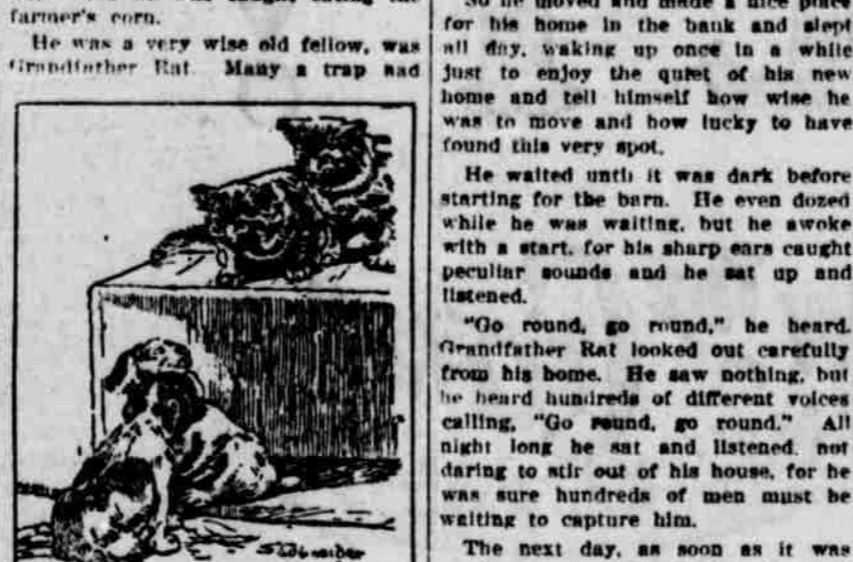 farmer's corn.
He was a very wise old fellow, was
Grandfather Rat. Many a trap had
So he moved and made a nice place
for his home in the bank and slept
all day, waking up once in a while
just to enjoy the quiet of his new
home and tell himself how wise he
was to move and how lucky to have
found this very spot.
He waited until it was dark before
starting for the barn. He even dozed
while he was waiting, but he awoke
with a start, for his sharp ears caught
peculiar sounds and he sat up and
listened.
"Go round, go round," he heard.
Grandfather Rat looked out carefully
from his home. He saw nothing, but
he heard hundreds of different voices
calling, "Go round, go round." All
night long he sat and listened, not
daring to stir out of his house, for he
was sure hundreds of men must be
waiting to capture him.
The next day, as soon as it was